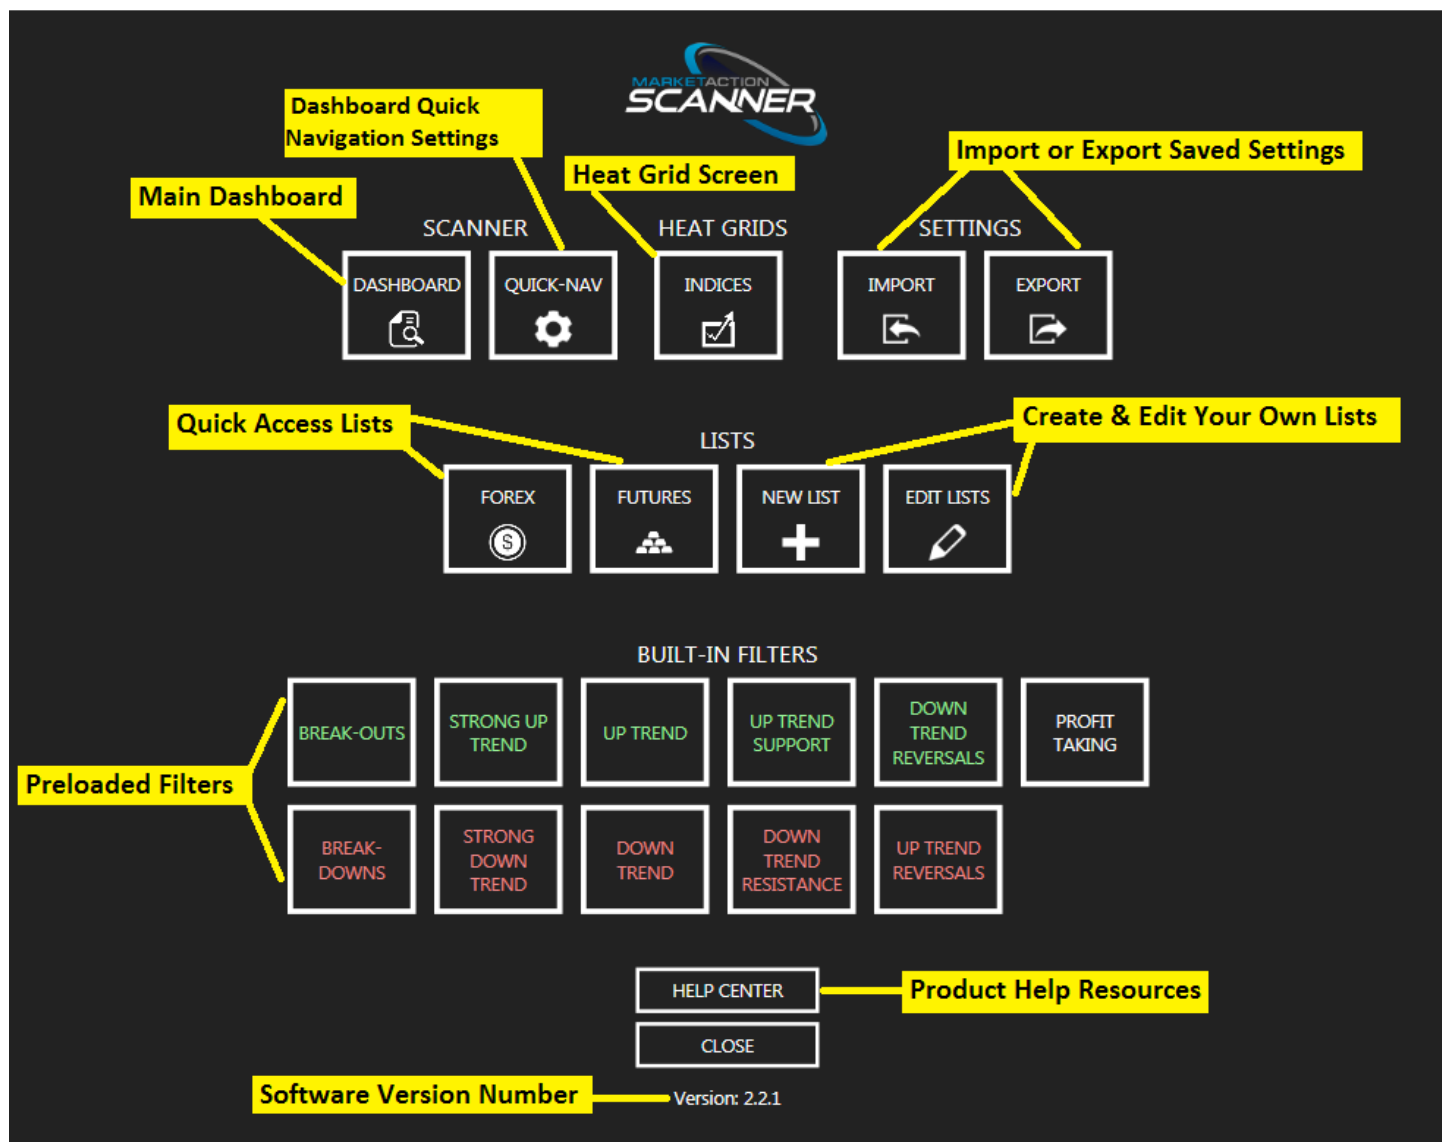 MARKETACTION
SCANNER
Dashboard Quick
Navigation Settings
Import or Export Saved Settings
Heat Grid Screen
Main Dashboard
SCANNER
HEAT GRIDS
SETTINGS
DASHBOARD
QUICK-NAV
INDICES
IMPORT
EXPORT
Quick Access Lists
Create & Edit Your Own Lists
LISTS
FOREX
FUTURES
NEW LIST
EDIT LISTS
S
BUILT-IN FILTERS
BREAK-OUTS
STRONG UP
TREND
UP TREND
UP TREND
SUPPORT
DOWN
TREND
REVERSALS
PROFIT
TAKING
Preloaded Filters
BREAK-
DOWNS
STRONG
DOWN
TREND
DOWN
TREND
DOWN
TREND
RESISTANCE
UP TREND
REVERSALS
HELP CENTER
Product Help Resources
CLOSE
Software Version Number
Version: 2.2.1